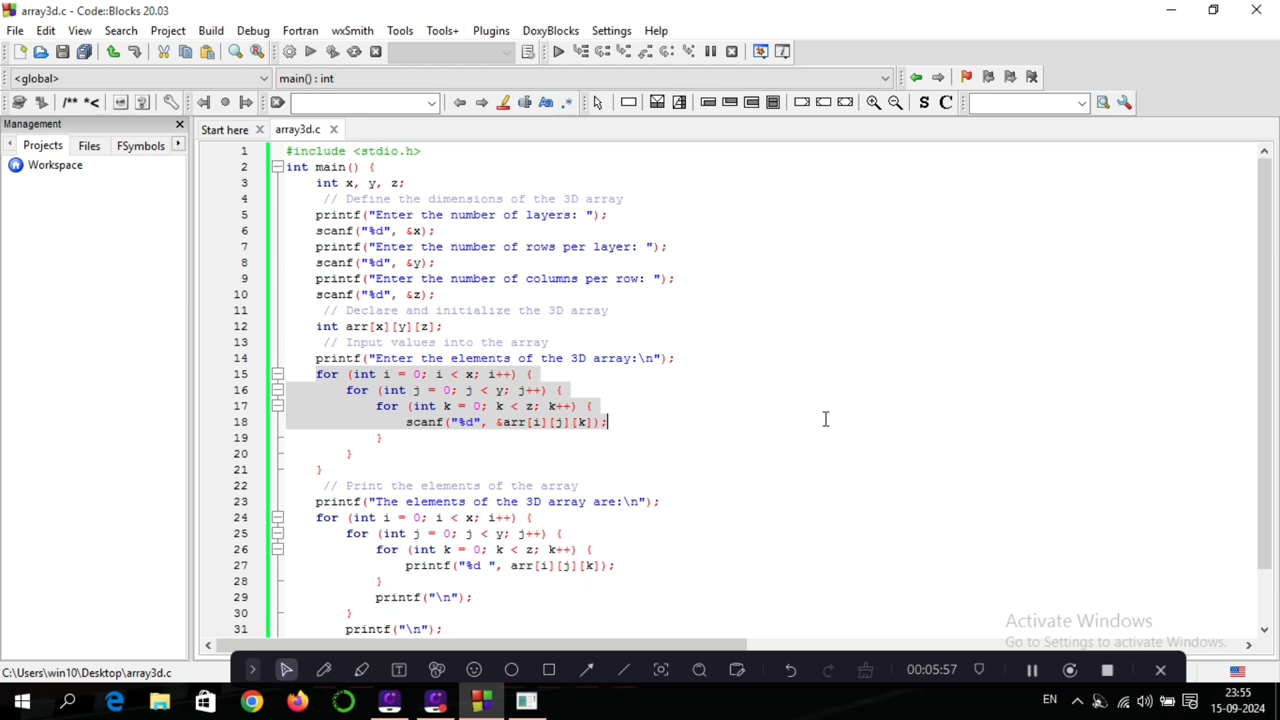 array3d.c - Code::Blocks 20.03
File Edit View Search Project Build Debug Fortran wxSmith Tools Tools+ Plugins DoxyBlocks Settings Help
<global> main() : int
/** *< Aa .* S C
Management
Projects Files FSymbols
Workspace
Start here array3d.c
1 #include <stdio.h>
2 int main() {
3 int x, y, z;
4 // Define the dimensions of the 3D array
5 printf("Enter the number of layers: ");
6 scanf("%d", &x);
7 printf("Enter the number of rows per layer: ");
8 scanf("%d", &y);
9 printf("Enter the number of columns per row: ");
10 scanf("%d", &z);
11 // Declare and initialize the 3D array
12 int arr[x][y][z];
13 // Input values into the array
14 printf("Enter the elements of the 3D array:\n");
15 for (int i = 0; i < x; i++) {
16 for (int j = 0; j < y; j++) {
17 for (int k = 0; k < z; k++) {
18 scanf("%d", &arr[i][j][k]);
19 }
20 }
21 }
22 // Print the elements of the array
23 printf("The elements of the 3D array are:\n");
24 for (int i = 0; i < x; i++) {
25 for (int j = 0; j < y; j++) {
26 for (int k = 0; k < z; k++) {
27 printf("%d ", arr[i][j][k]);
28 }
29 printf("\n");
30 }
31 printf("\n");
Activate Windows
Go to Settings to activate Windows.
C:\Users\win10\Desktop\array3d.c
00:05:57
EN
23:55
15-09-2024